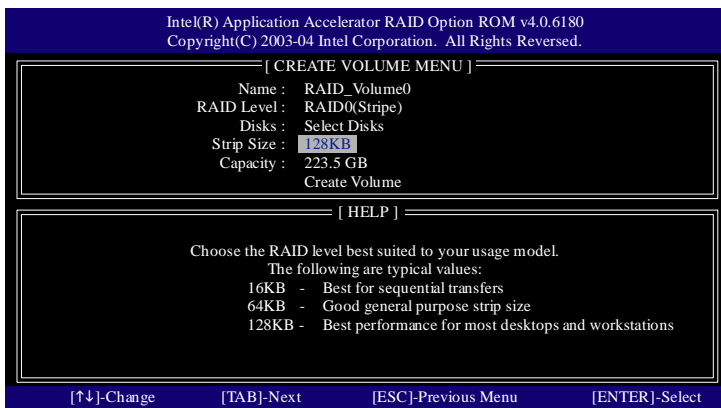 Intel(R) Application Accelerator RAID Option ROM v4.0.6180
Copyright(C) 2003-04 Intel Corporation. All Rights Reversed.
[ CREATE VOLUME MENU ]
Name : RAID_Volume0
RAID Level : RAID0(Stripe)
Disks : Select Disks
Strip Size : 128KB
Capacity : 223.5 GB
Create Volume
[ HELP ]
Choose the RAID level best suited to your usage model.
The following are typical values:
16KB - Best for sequential transfers
64KB - Good general purpose strip size
128KB - Best performance for most desktops and workstations
[↑↓]-Change [TAB]-Next [ESC]-Previous Menu [ENTER]-Select